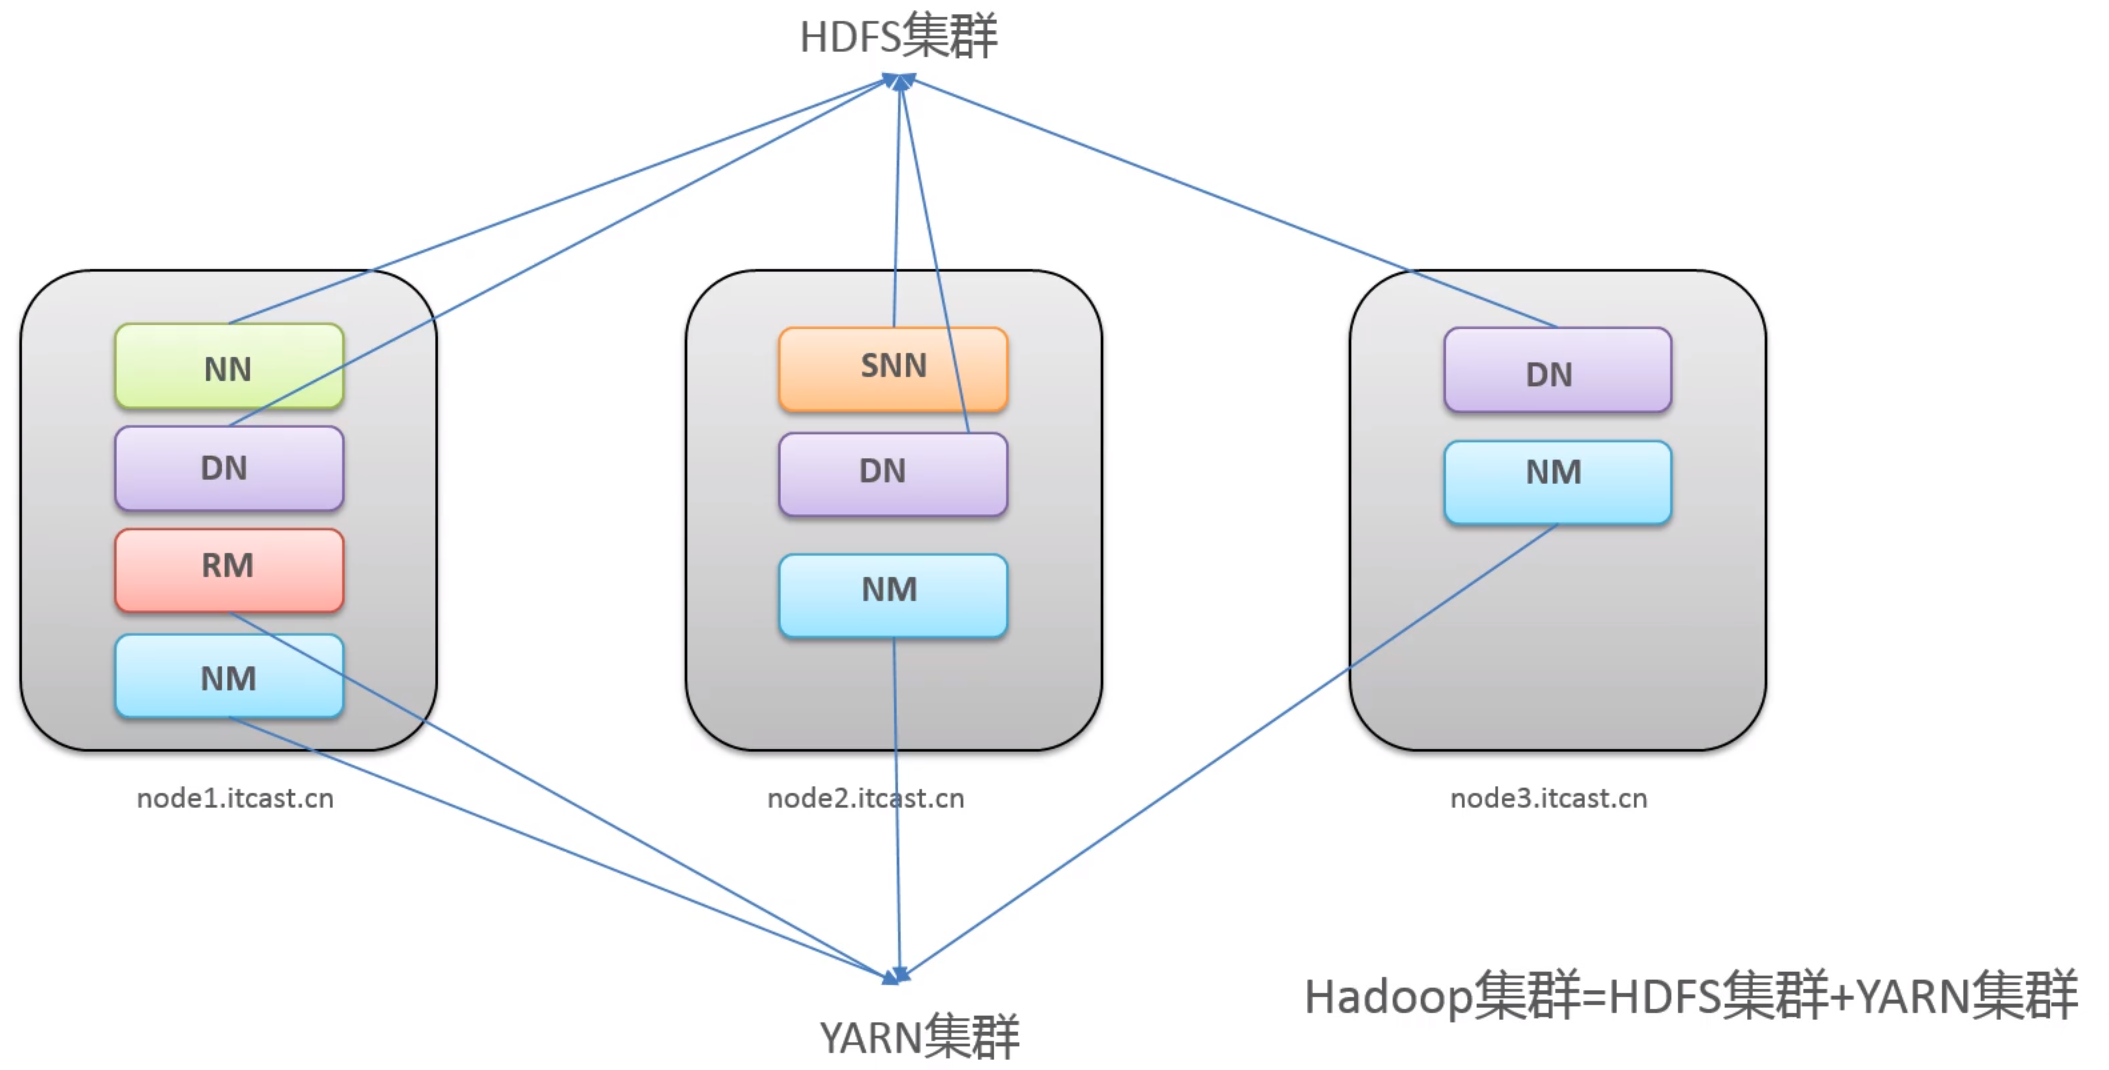 HDFS集群
NN
DN
RM
NM
node1.itcast.cn
SNN
DN
NM
node2.itcast.cn
DN
NM
node3.itcast.cn
YARN集群
Hadoop集群=HDFS集群+YARN集群